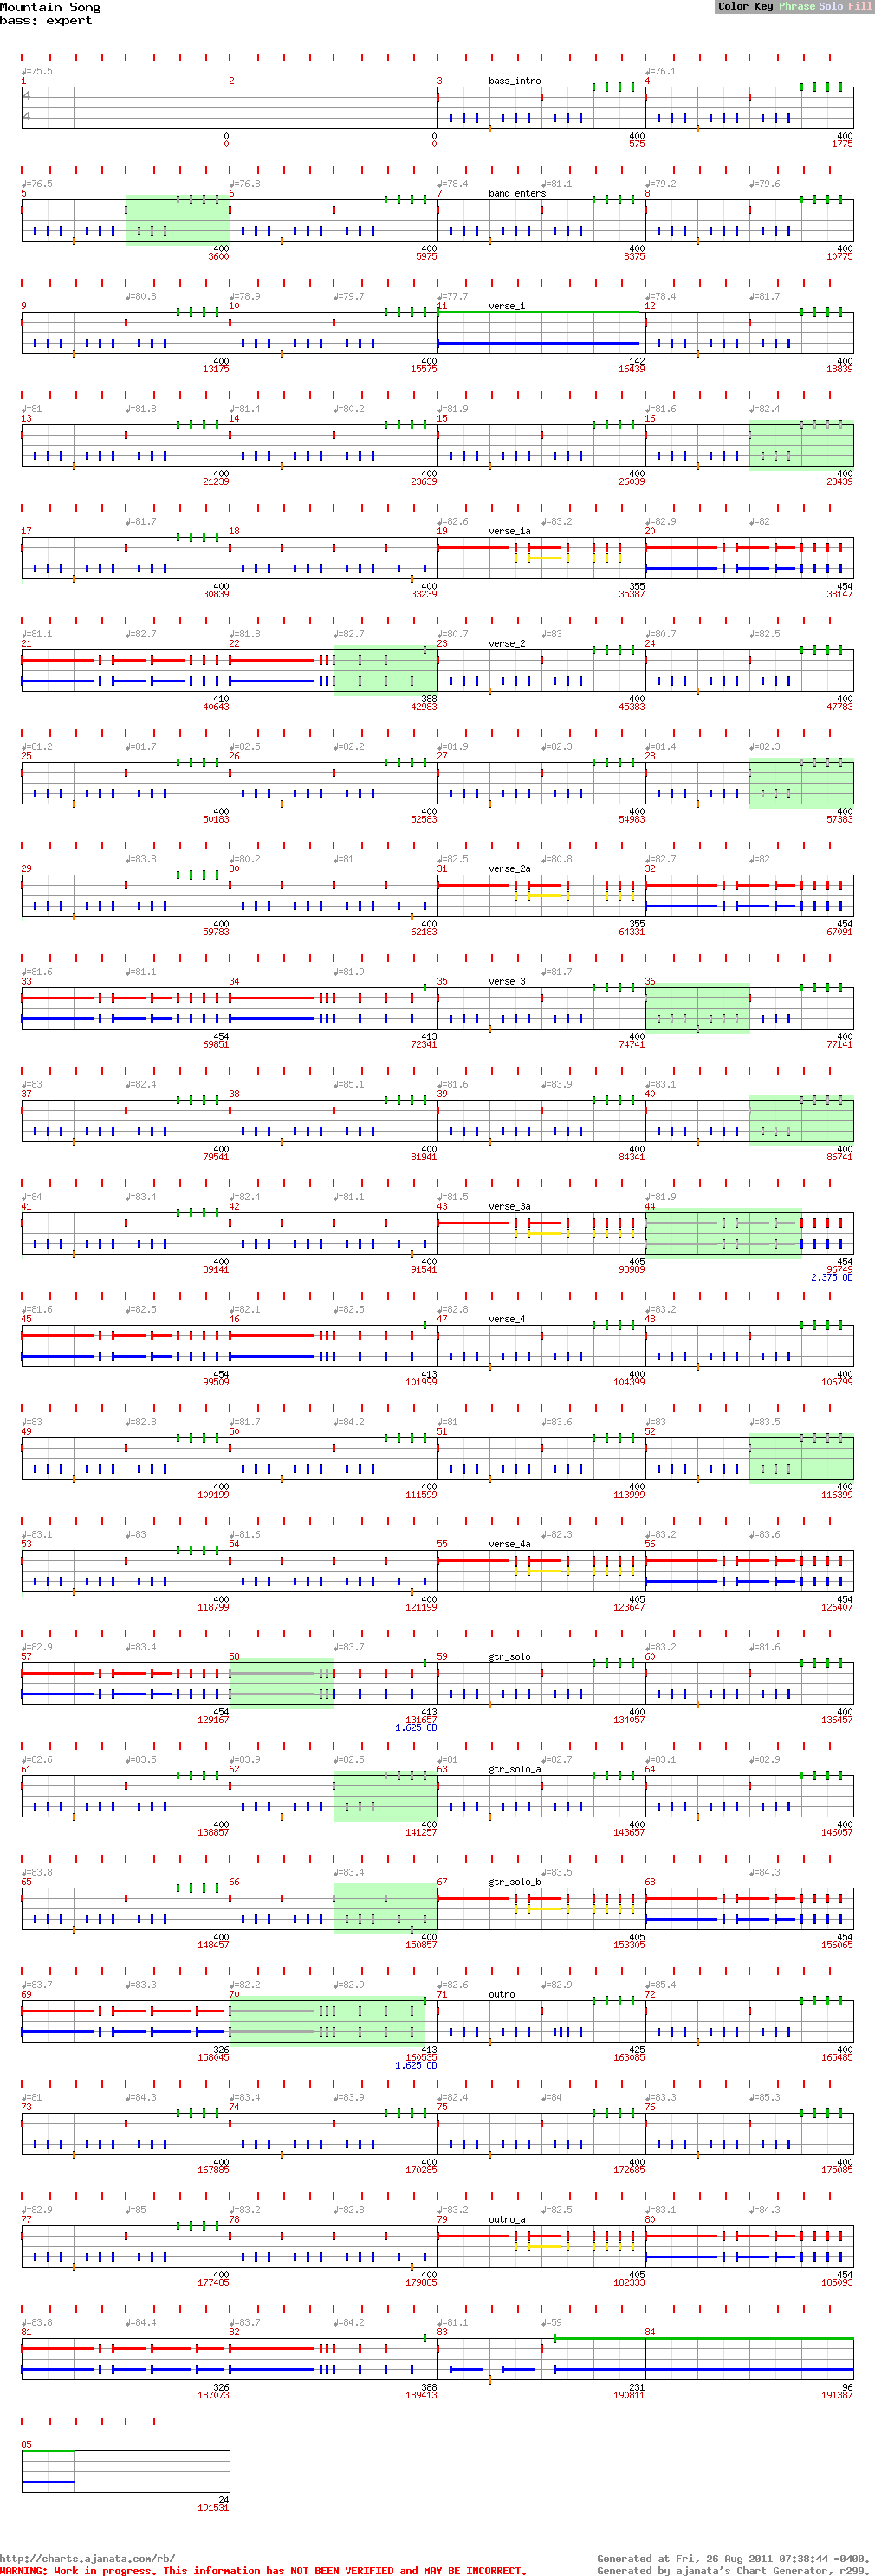 Mountain Song
bass: expert
Color Key Phrase Solo Fill
♩=75.5 ♩=76.1
1 2 3 bass_intro 4
4
4
0 0 400 400
0 0 575 1775
♩=76.5 ♩=76.8 ♩=78.4 ♩=81.1 ♩=79.2 ♩=79.6
5 6 7 band_enters 8
400 400 400 400
3600 5975 8375 10775
♩=80.8 ♩=78.9 ♩=79.7 ♩=77.7 ♩=78.4 ♩=81.7
9 10 11 verse_1 12
400 400 142 400
13175 15575 16439 18839
♩=81 ♩=81.8 ♩=81.4 ♩=80.2 ♩=81.9 ♩=81.6 ♩=82.4
13 14 15 16
400 400 400 400
21239 23639 26039 28439
♩=81.7 ♩=82.6 ♩=83.2 ♩=82.9 ♩=82
17 18 19 verse_1a 20
400 400 355 454
30839 33239 35387 38147
♩=81.1 ♩=82.7 ♩=81.8 ♩=82.7 ♩=80.7 ♩=83 ♩=80.7 ♩=82.5
21 22 23 verse_2 24
410 388 400 400
40643 42983 45383 47783
♩=81.2 ♩=81.7 ♩=82.5 ♩=82.2 ♩=81.9 ♩=82.3 ♩=81.4 ♩=82.3
25 26 27 28
400 400 400 400
50183 52583 54983 57383
♩=83.8 ♩=80.2 ♩=81 ♩=82.5 ♩=80.8 ♩=82.7 ♩=82
29 30 31 verse_2a 32
400 400 355 454
59783 62183 64331 67091
♩=81.6 ♩=81.1 ♩=81.9 ♩=81.7
33 34 35 verse_3 36
454 413 400 400
69851 72341 74741 77141
♩=83 ♩=82.4 ♩=85.1 ♩=81.6 ♩=83.9 ♩=83.1
37 38 39 40
400 400 400 400
79541 81941 84341 86741
♩=84 ♩=83.4 ♩=82.4 ♩=81.1 ♩=81.5 ♩=81.9
41 42 43 verse_3a 44
400 400 405 454
89141 91541 93989 96749
2.375 OD
♩=81.6 ♩=82.5 ♩=82.1 ♩=82.5 ♩=82.8 ♩=83.2
45 46 47 verse_4 48
454 413 400 400
99509 101999 104399 106799
♩=83 ♩=82.8 ♩=81.7 ♩=84.2 ♩=81 ♩=83.6 ♩=83 ♩=83.5
49 50 51 52
400 400 400 400
109199 111599 113999 116399
♩=83.1 ♩=83 ♩=81.6 ♩=82.3 ♩=83.2 ♩=83.6
53 54 55 verse_4a 56
400 400 405 454
118799 121199 123647 126407
♩=82.9 ♩=83.4 ♩=83.7 ♩=82.2 ♩=81.6
57 58 59 gtr_solo 60
454 413 400 400
129167 131657 134057 136457
1.625 OD
♩=82.6 ♩=83.5 ♩=83.9 ♩=82.5 ♩=81 ♩=82.7 ♩=83.1 ♩=82.9
61 62 63 gtr_solo_a 64
400 400 400 400
138857 141257 143657 146057
♩=83.8 ♩=83.4 ♩=83.5 ♩=84.3
65 66 67 gtr_solo_b 68
400 400 405 454
148457 150857 153305 156065
♩=83.7 ♩=83.3 ♩=82.2 ♩=82.9 ♩=82.6 ♩=82.9 ♩=85.4
69 70 71 outro 72
326 413 425 400
158045 160535 163085 165485
1.625 OD
♩=81 ♩=84.3 ♩=83.4 ♩=83.9 ♩=82.4 ♩=84 ♩=83.3 ♩=85.3
73 74 75 76
400 400 400 400
167885 170285 172685 175085
♩=82.9 ♩=85 ♩=83.2 ♩=82.8 ♩=83.2 ♩=82.5 ♩=83.1 ♩=84.3
77 78 79 outro_a 80
400 400 405 454
177485 179885 182333 185093
♩=83.8 ♩=84.4 ♩=83.7 ♩=84.2 ♩=81.1 ♩=59
81 82 83 84
326 388 231 96
187073 189413 190811 191387
85
24
191531
http://charts.ajanata.com/rb/
Generated at Fri, 26 Aug 2011 07:38:44 -0400.
WARNING: Work in progress. This information has NOT BEEN VERIFIED and MAY BE INCORRECT.
Generated by ajanata's Chart Generator, r299.